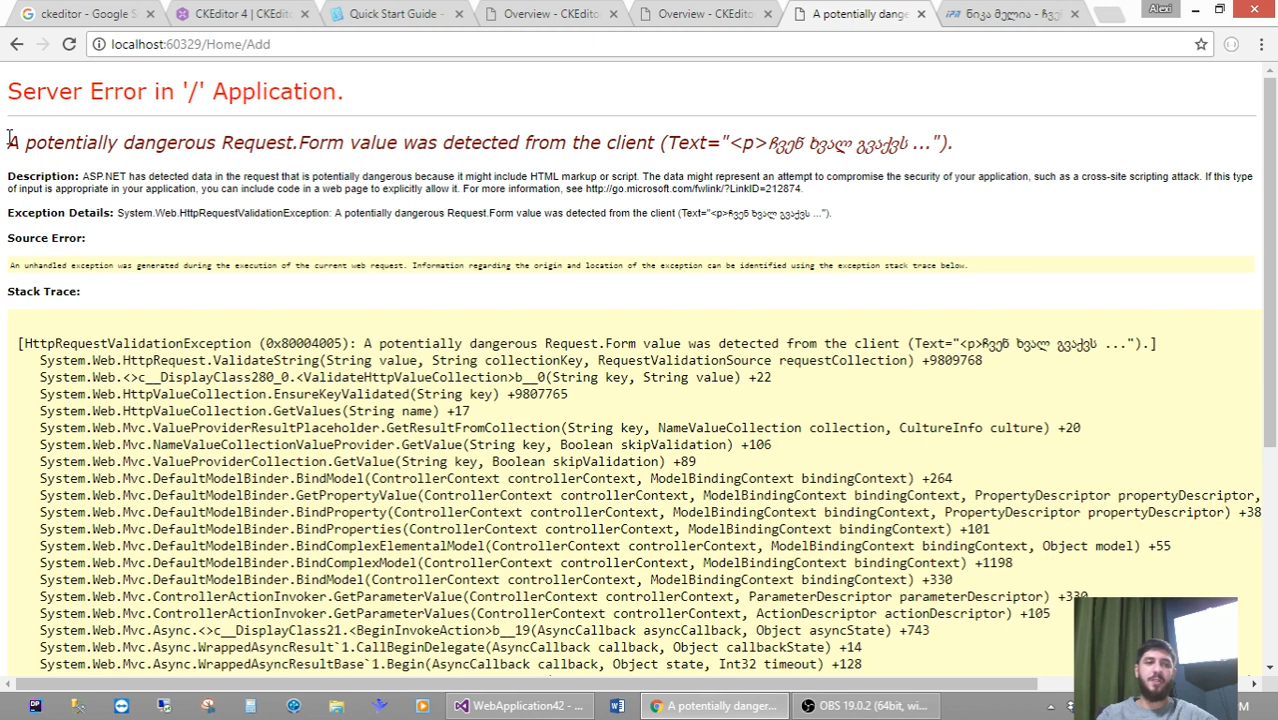 ckeditor - Google S
CKEditor 4 | CKEdito
Quick Start Guide -
Overview - CKEditor
Overview - CKEditor
A potentially dange
ნიკა მელია - ჩვენ
Alexi
localhost:60329/Home/Add
Server Error in '/' Application.
A potentially dangerous Request.Form value was detected from the client (Text="<p>ჩვენ ხვალ გვაქვს ...").
Description: ASP.NET has detected data in the request that is potentially dangerous because it might include HTML markup or script. The data might represent an attempt to compromise the security of your application, such as a cross-site scripting attack. If this type
of input is appropriate in your application, you can include code in a web page to explicitly allow it. For more information, see http://go.microsoft.com/fwlink/?LinkID=212874.
Exception Details: System.Web.HttpRequestValidationException: A potentially dangerous Request.Form value was detected from the client (Text="<p>ჩვენ ხვალ გვაქვს ...").
Source Error:
An unhandled exception was generated during the execution of the current web request. Information regarding the origin and location of the exception can be identified using the exception stack trace below.
Stack Trace:
[HttpRequestValidationException (0x80004005): A potentially dangerous Request.Form value was detected from the client (Text="<p>ჩვენ ხვალ გვაქვს ...").]
System.Web.HttpRequest.ValidateString(String value, String collectionKey, RequestValidationSource requestCollection) +9809768
System.Web.<>c__DisplayClass280_0.<ValidateHttpValueCollection>b__0(String key, String value) +22
System.Web.HttpValueCollection.EnsureKeyValidated(String key) +9807765
System.Web.HttpValueCollection.GetValues(String name) +17
System.Web.Mvc.ValueProviderResultPlaceholder.GetResultFromCollection(String key, NameValueCollection collection, CultureInfo culture) +20
System.Web.Mvc.NameValueCollectionValueProvider.GetValue(String key, Boolean skipValidation) +106
System.Web.Mvc.ValueProviderCollection.GetValue(String key, Boolean skipValidation) +89
System.Web.Mvc.DefaultModelBinder.BindModel(ControllerContext controllerContext, ModelBindingContext bindingContext) +264
System.Web.Mvc.DefaultModelBinder.GetPropertyValue(ControllerContext controllerContext, ModelBindingContext bindingContext, PropertyDescriptor propertyDescriptor,
System.Web.Mvc.DefaultModelBinder.BindProperty(ControllerContext controllerContext, ModelBindingContext bindingContext, PropertyDescriptor propertyDescriptor) +38
System.Web.Mvc.DefaultModelBinder.BindProperties(ControllerContext controllerContext, ModelBindingContext bindingContext) +101
System.Web.Mvc.DefaultModelBinder.BindComplexElementalModel(ControllerContext controllerContext, ModelBindingContext bindingContext, Object model) +55
System.Web.Mvc.DefaultModelBinder.BindComplexModel(ControllerContext controllerContext, ModelBindingContext bindingContext) +1198
System.Web.Mvc.DefaultModelBinder.BindModel(ControllerContext controllerContext, ModelBindingContext bindingContext) +330
System.Web.Mvc.ControllerActionInvoker.GetParameterValue(ControllerContext controllerContext, ParameterDescriptor parameterDescriptor) +330
System.Web.Mvc.ControllerActionInvoker.GetParameterValues(ControllerContext controllerContext, ActionDescriptor actionDescriptor) +105
System.Web.Mvc.Async.<>c__DisplayClass21.<BeginInvokeAction>b__19(AsyncCallback asyncCallback, Object asyncState) +743
System.Web.Mvc.Async.WrappedAsyncResult`1.CallBeginDelegate(AsyncCallback callback, Object callbackState) +14
System.Web.Mvc.Async.WrappedAsyncResultBase`1.Begin(AsyncCallback callback, Object state, Int32 timeout) +128
WebApplication42 - ...
A potentially danger...
OBS 19.0.2 (64bit, wi...